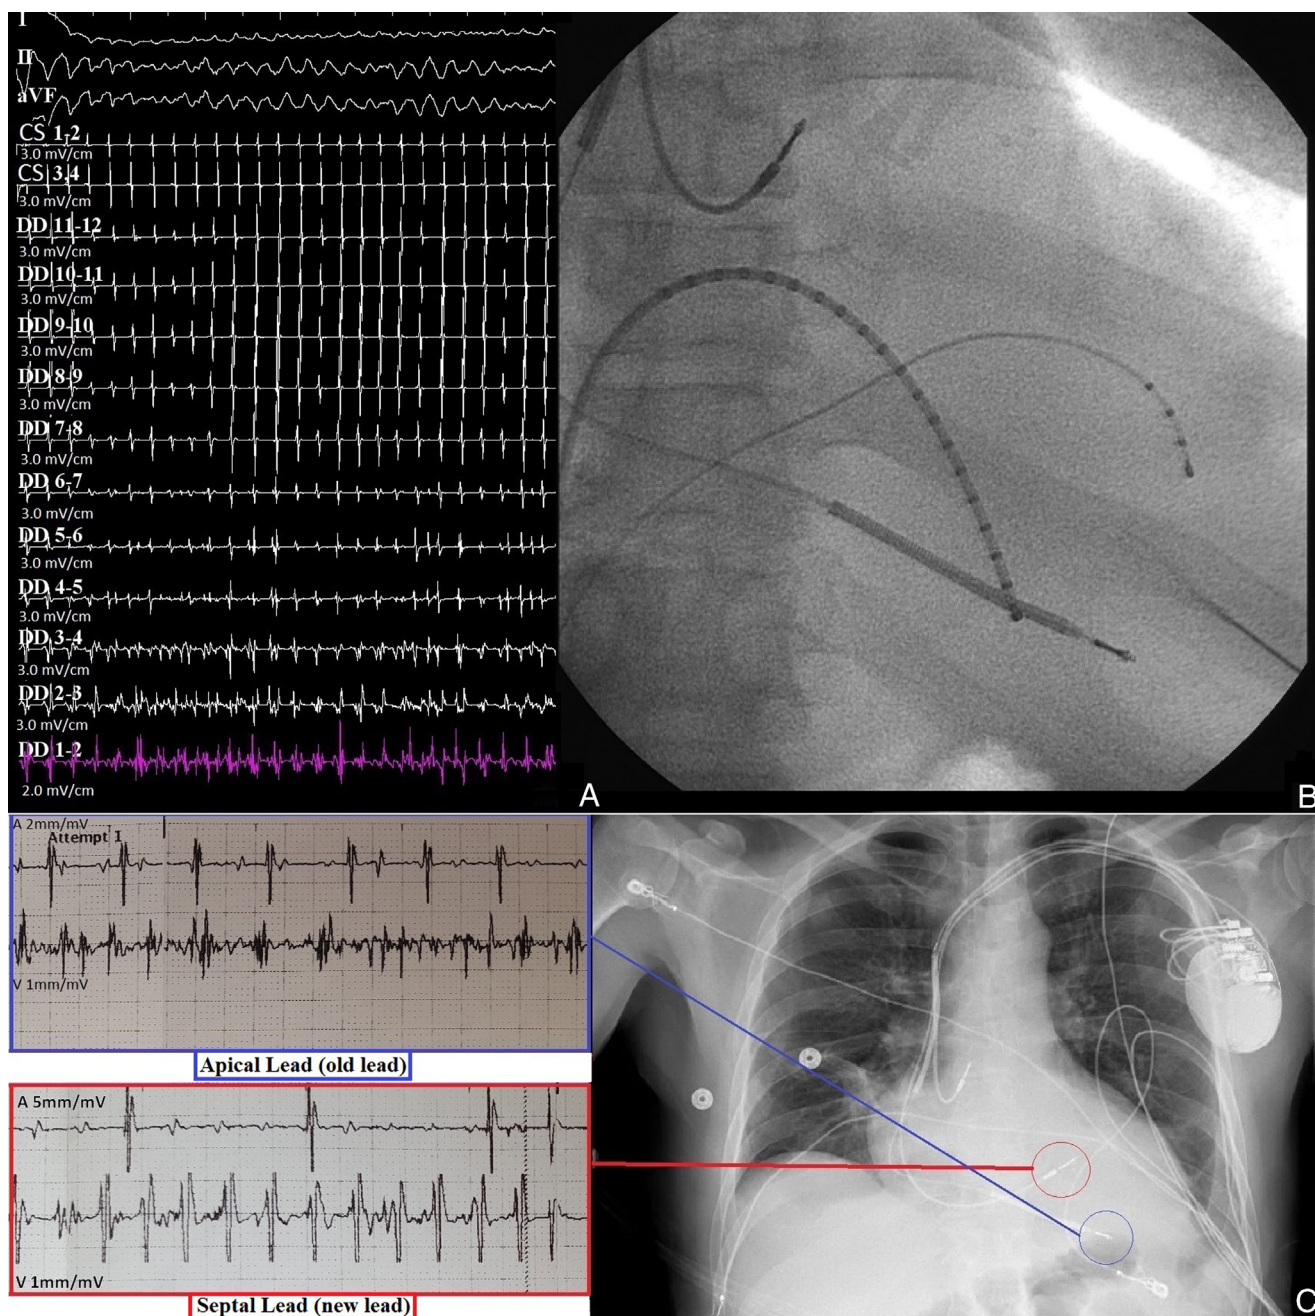 I
II
aVF
CS 1-2
3.0 mV/cm
CS 3,4
3.0 mV/cm
DD 11-12
3.0 mV/cm
DD 10-11
3.0 mV/cm
DD 9-10
3.0 mV/cm
DD 8-9
3.0 mV/cm
DD 7-8
3.0 mV/cm
DD 6-7
3.0 mV/cm
DD 5-6
3.0 mV/cm
DD 4-5
3.0 mV/cm
DD 3-4
3.0 mV/cm
DD 2-3
3.0 mV/cm
DD 1-2
2.0 mV/cm
A
B
A 2mm/mV
Attempt 1
V 1mm/mV
Apical Lead (old lead)
A 5mm/mV
V 1mm/mV
Septal Lead (new lead)
C